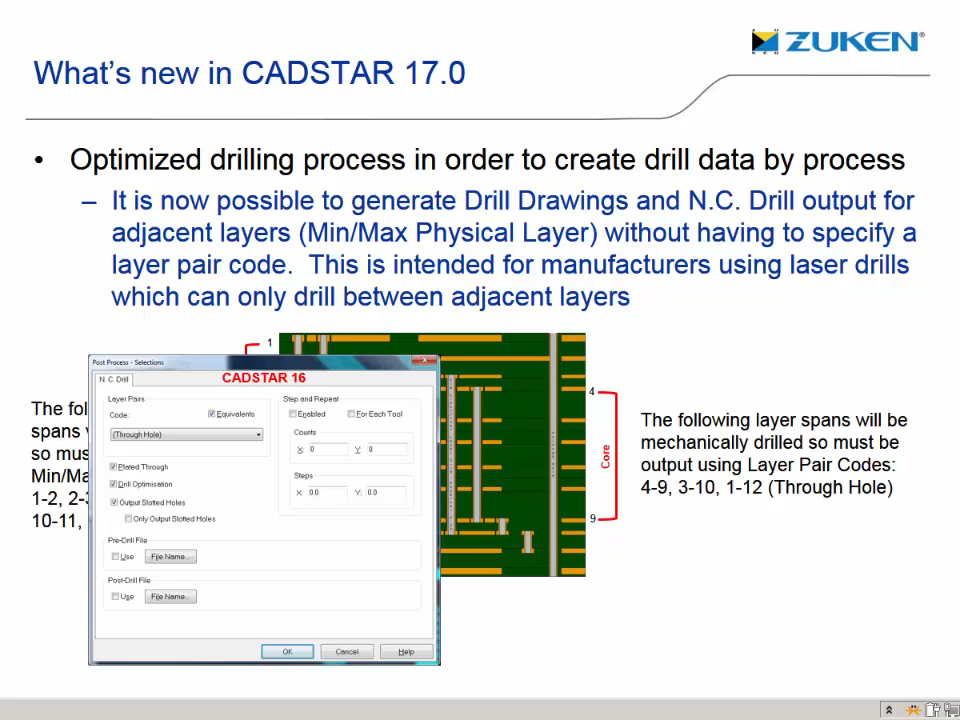 ZUKEN®
What's new in CADSTAR 17.0
• Optimized drilling process in order to create drill data by process
– It is now possible to generate Drill Drawings and N.C. Drill output for
adjacent layers (Min/Max Physical Layer) without having to specify a
layer pair code. This is intended for manufacturers using laser drills
which can only drill between adjacent layers
1
Post Process - Selections
N. C. Drill
CADSTAR 16
Layer Pairs
Code:
Equivalents
(Through Hole)
Plated Through
Drill Optimisation
Output Slotted Holes
Only Output Slotted Holes
Pre-Drill File
Use
File Name...
Post-Drill File
Use
File Name...
Step and Repeat
Enabled
For Each Tool
Counts
X: 0
Y: 0
Steps
X: 0.0
Y: 0.0
OK
Cancel
Help
The fol
spans
so mus
Min/Ma
1-2, 2-3
10-11,
4
Core
9
The following layer spans will be
mechanically drilled so must be
output using Layer Pair Codes:
4-9, 3-10, 1-12 (Through Hole)